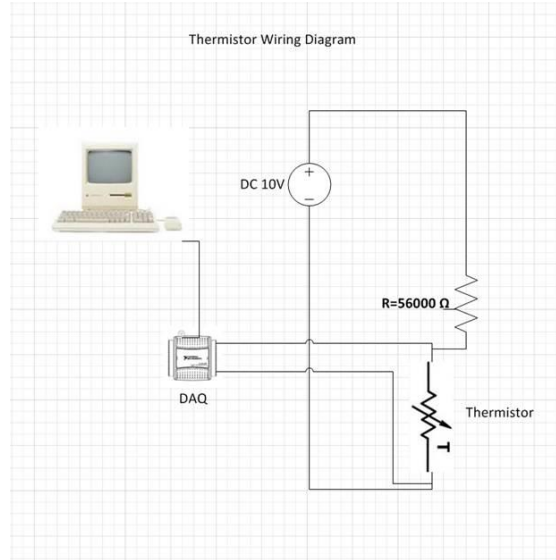 Thermistor Wiring Diagram
DC 10V
+
−
R=56000 Ω
DAQ
Thermistor
T